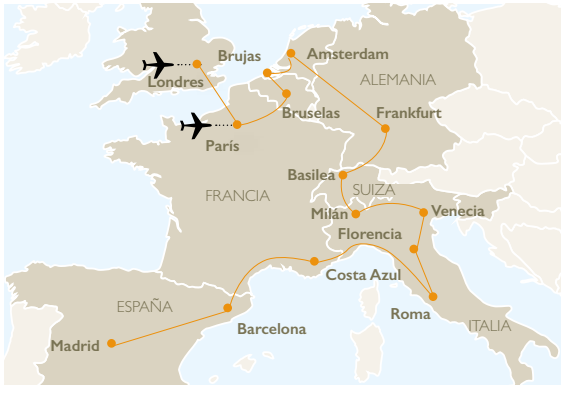 Brujas
Amsterdam
Londres
ALEMANIA
Bruselas
Frankfurt
París
Basilea
FRANCIA
SUIZA
Milán
Venecia
Florencia
Costa Azul
ESPAÑA
Roma
Barcelona
ITALIA
Madrid